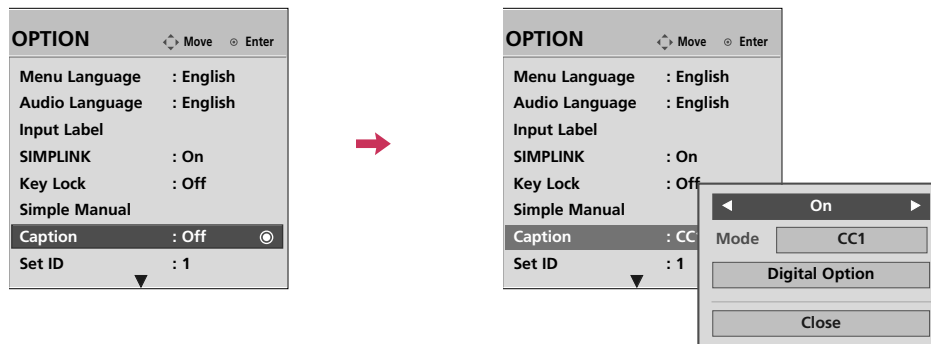 OPTION Move Enter
Menu Language : English
Audio Language : English
Input Label
SIMPLINK : On
Key Lock : Off
Simple Manual
Caption : Off
Set ID : 1
OPTION Move Enter
Menu Language : English
Audio Language : English
Input Label
SIMPLINK : On
Key Lock : Off
Simple Manual
Caption : CC
Set ID : 1
On
Mode CC1
Digital Option
Close